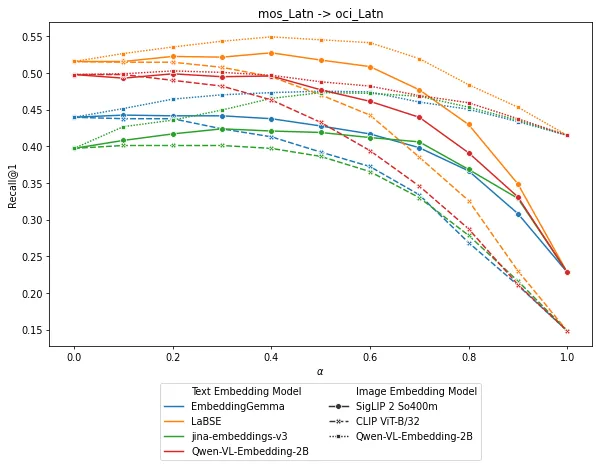 mos_Latn -> oci_Latn
Recall@1
0.55
0.50
0.45
0.40
0.35
0.30
0.25
0.20
0.15
0.0 0.2 0.4 0.6 0.8 1.0
α
Text Embedding Model
EmbeddingGemma
LaBSE
jina-embeddings-v3
Qwen-VL-Embedding-2B
Image Embedding Model
SigLIP 2 So400m
CLIP ViT-B/32
Qwen-VL-Embedding-2B